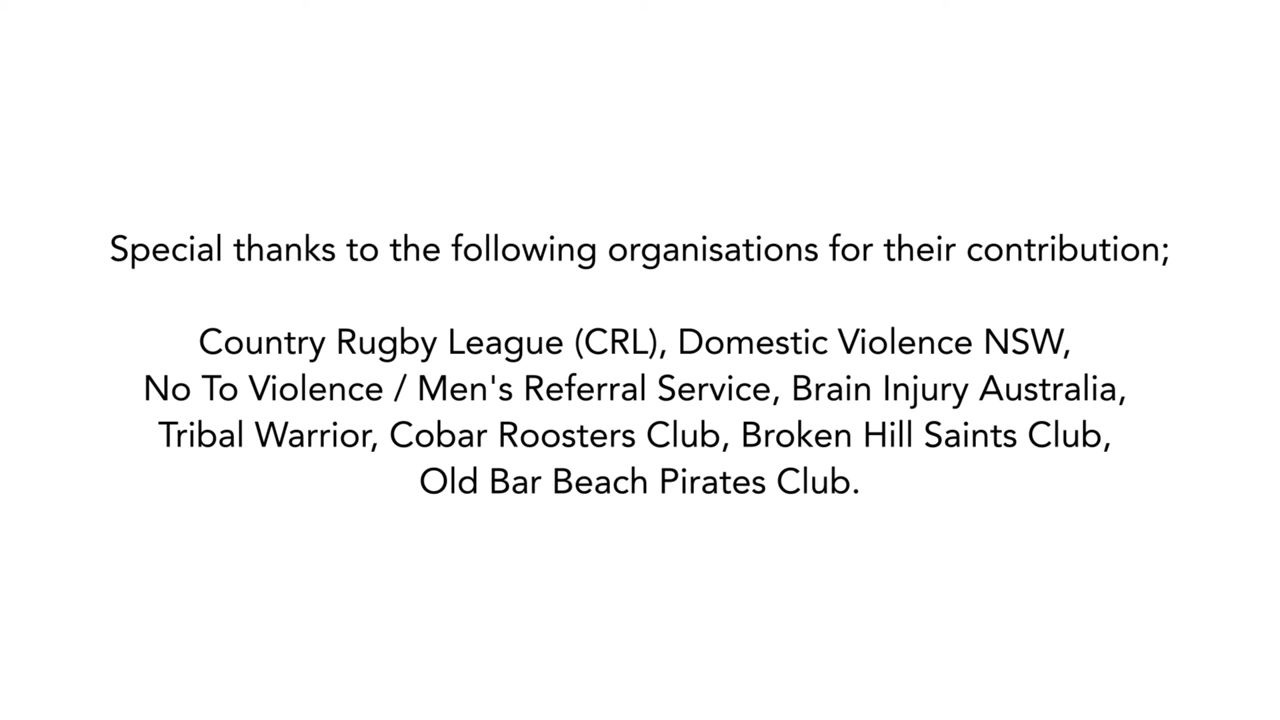 Special thanks to the following organisations for their contribution;
Country Rugby League (CRL), Domestic Violence NSW,
No To Violence / Men's Referral Service, Brain Injury Australia,
Tribal Warrior, Cobar Roosters Club, Broken Hill Saints Club,
Old Bar Beach Pirates Club.